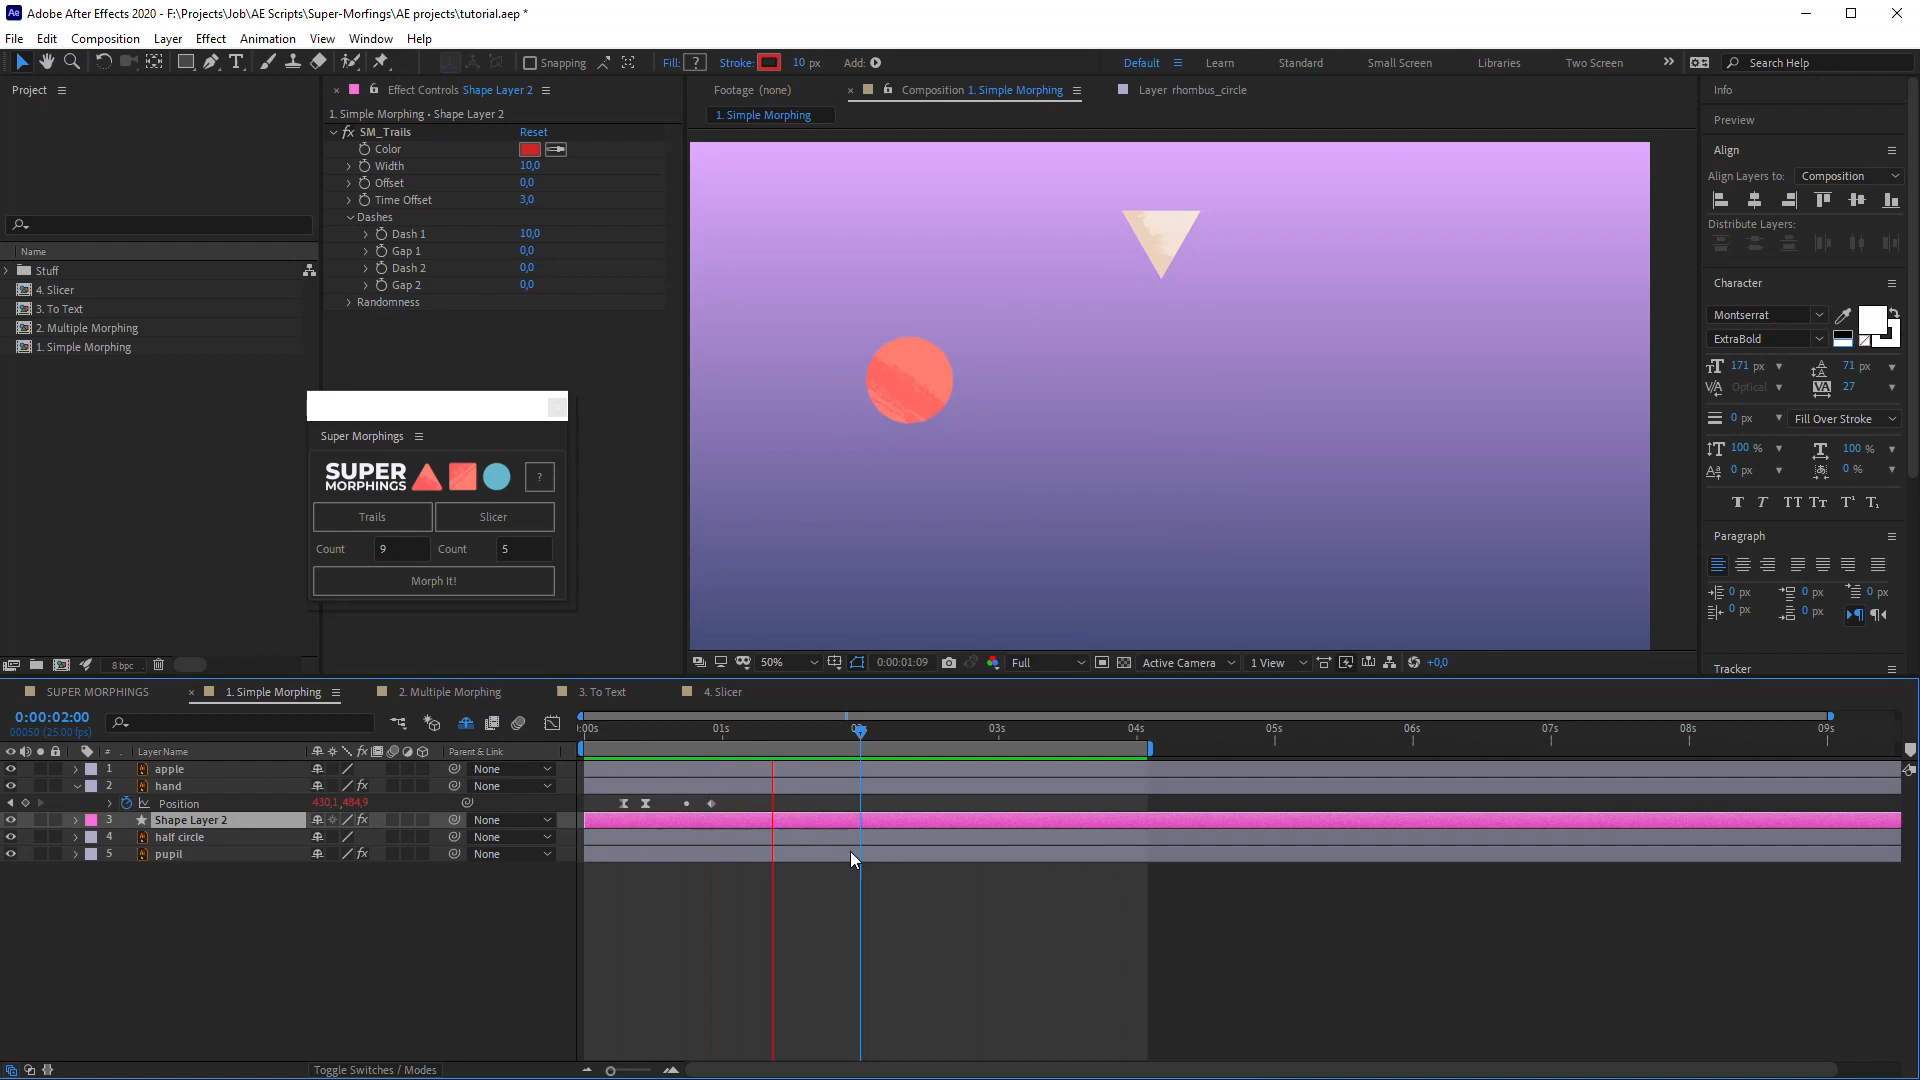 Adobe After Effects 2020 - F:\Projects\Job\AE Scripts\Super-Morfings\AE projects\tutorial.aep *
File Edit Composition Layer Effect Animation View Window Help
Snapping Fill: ? Stroke: 10 px Add: Default Learn Standard Small Screen Libraries Two Screen Search Help
Project
Name
Stuff
4. Slicer
3. To Text
2. Multiple Morphing
1. Simple Morphing
8 bpc
Effect Controls Shape Layer 2
1. Simple Morphing • Shape Layer 2
fx SM_Trails Reset
Color
Width 10,0
Offset 0,0
Time Offset 3,0
Dashes
Dash 1 10,0
Gap 1 0,0
Dash 2 0,0
Gap 2 0,0
Randomness
Super Morphings
SUPER
MORPHINGS
?
Trails Slicer
Count 9 Count 5
Morph It!
Footage (none) Composition 1. Simple Morphing Layer rhombus_circle
1. Simple Morphing
50% 0:00:01:09 Full Active Camera 1 View +0,0
Info
Preview
Align
Align Layers to: Composition
Distribute Layers:
Character
Montserrat
ExtraBold
171 px 71 px
Optical 27
0 px Fill Over Stroke
100 % 100 %
0 px 0 %
T T TT Tt T¹ T₁
Paragraph
0 px 0 px 0 px
0 px 0 px
Tracker
SUPER MORPHINGS 1. Simple Morphing 2. Multiple Morphing 3. To Text 4. Slicer
0:00:02:00
00050 (25.00 fps)
:00s 01s 02s 03s 04s 05s 06s 07s 08s 09s
# Layer Name fx Parent & Link
1 apple None
2 hand fx None
Position 430,1,484,9
3 Shape Layer 2 fx None
4 half circle None
5 pupil fx None
Toggle Switches / Modes